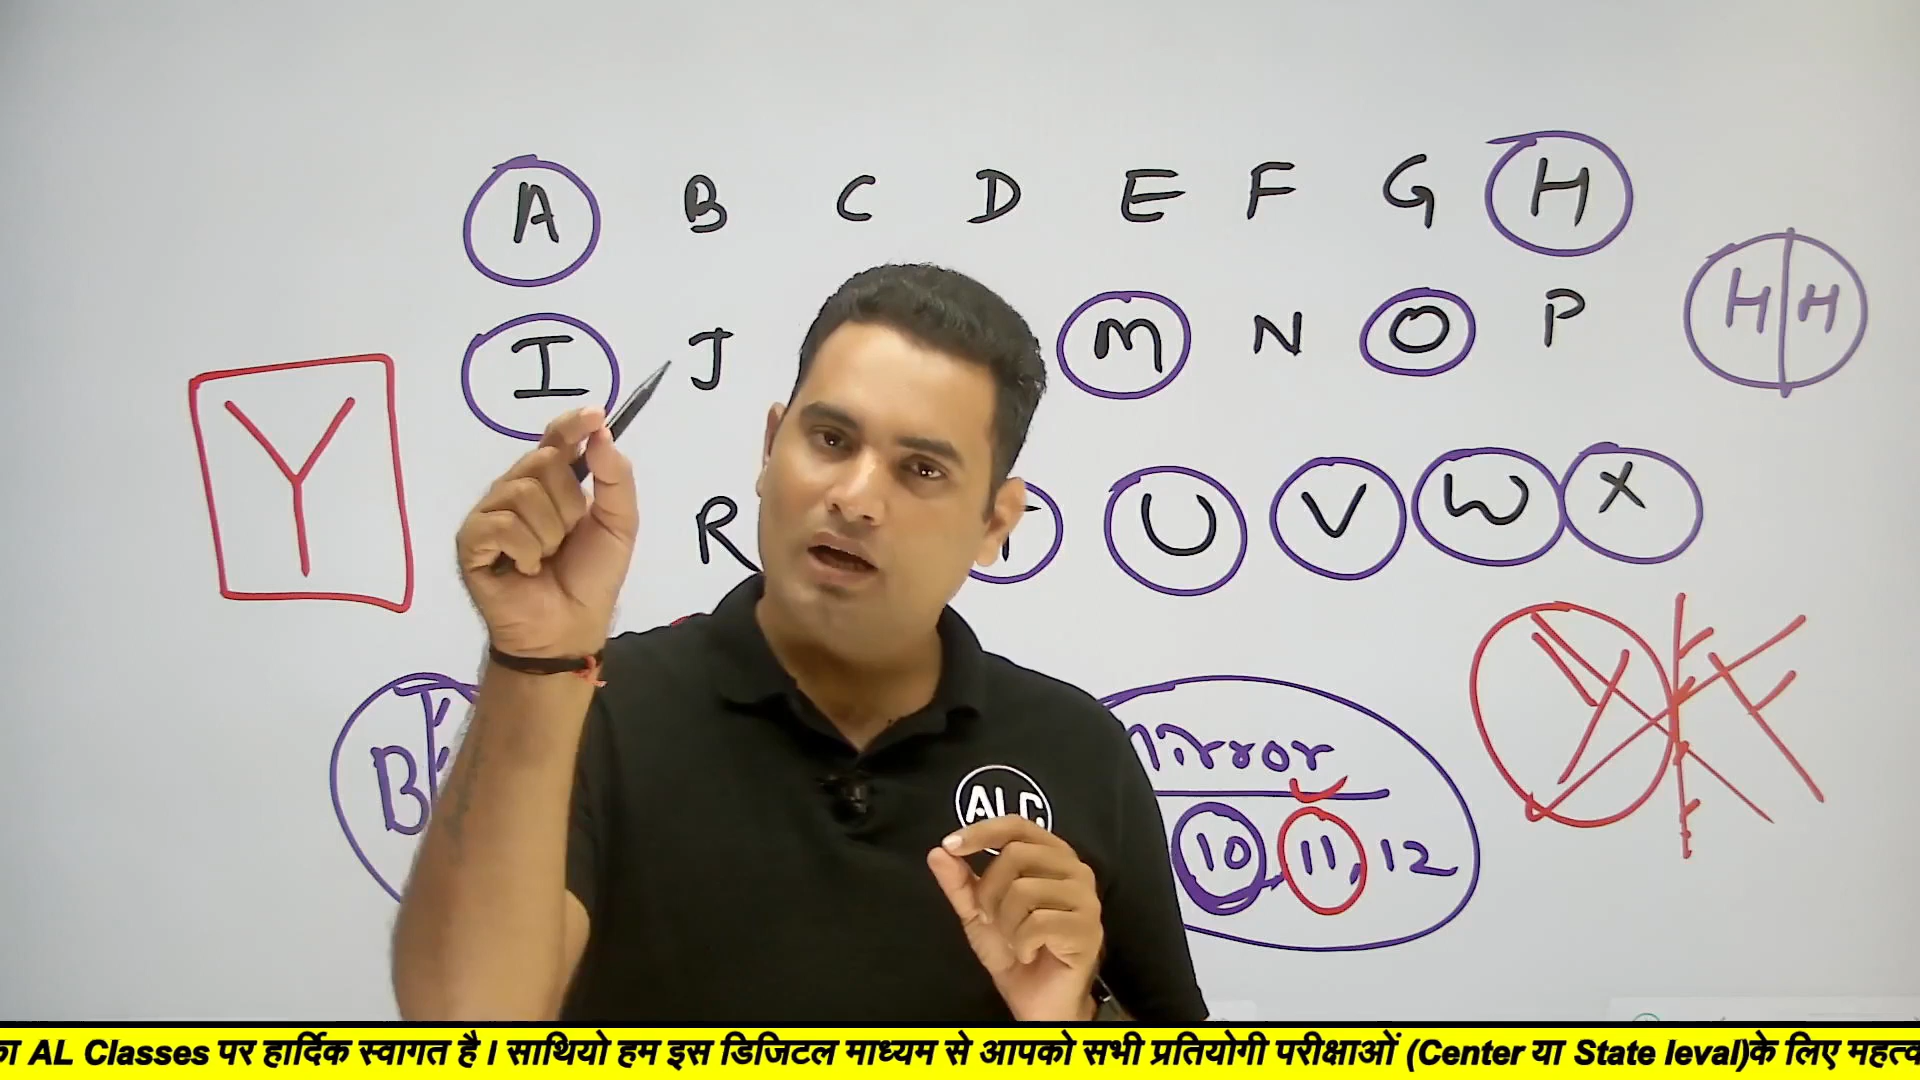 A B C D E F G H
H H
I J M N O P
Y
R T U V W X
Y
B
Mirror
10 11, 12
ALC
का AL Classes पर हार्दिक स्वागत है । साथियो हम इस डिजिटल माध्यम से आपको सभी प्रतियोगी परीक्षाओं (Center या State leval)के लिए महत्व